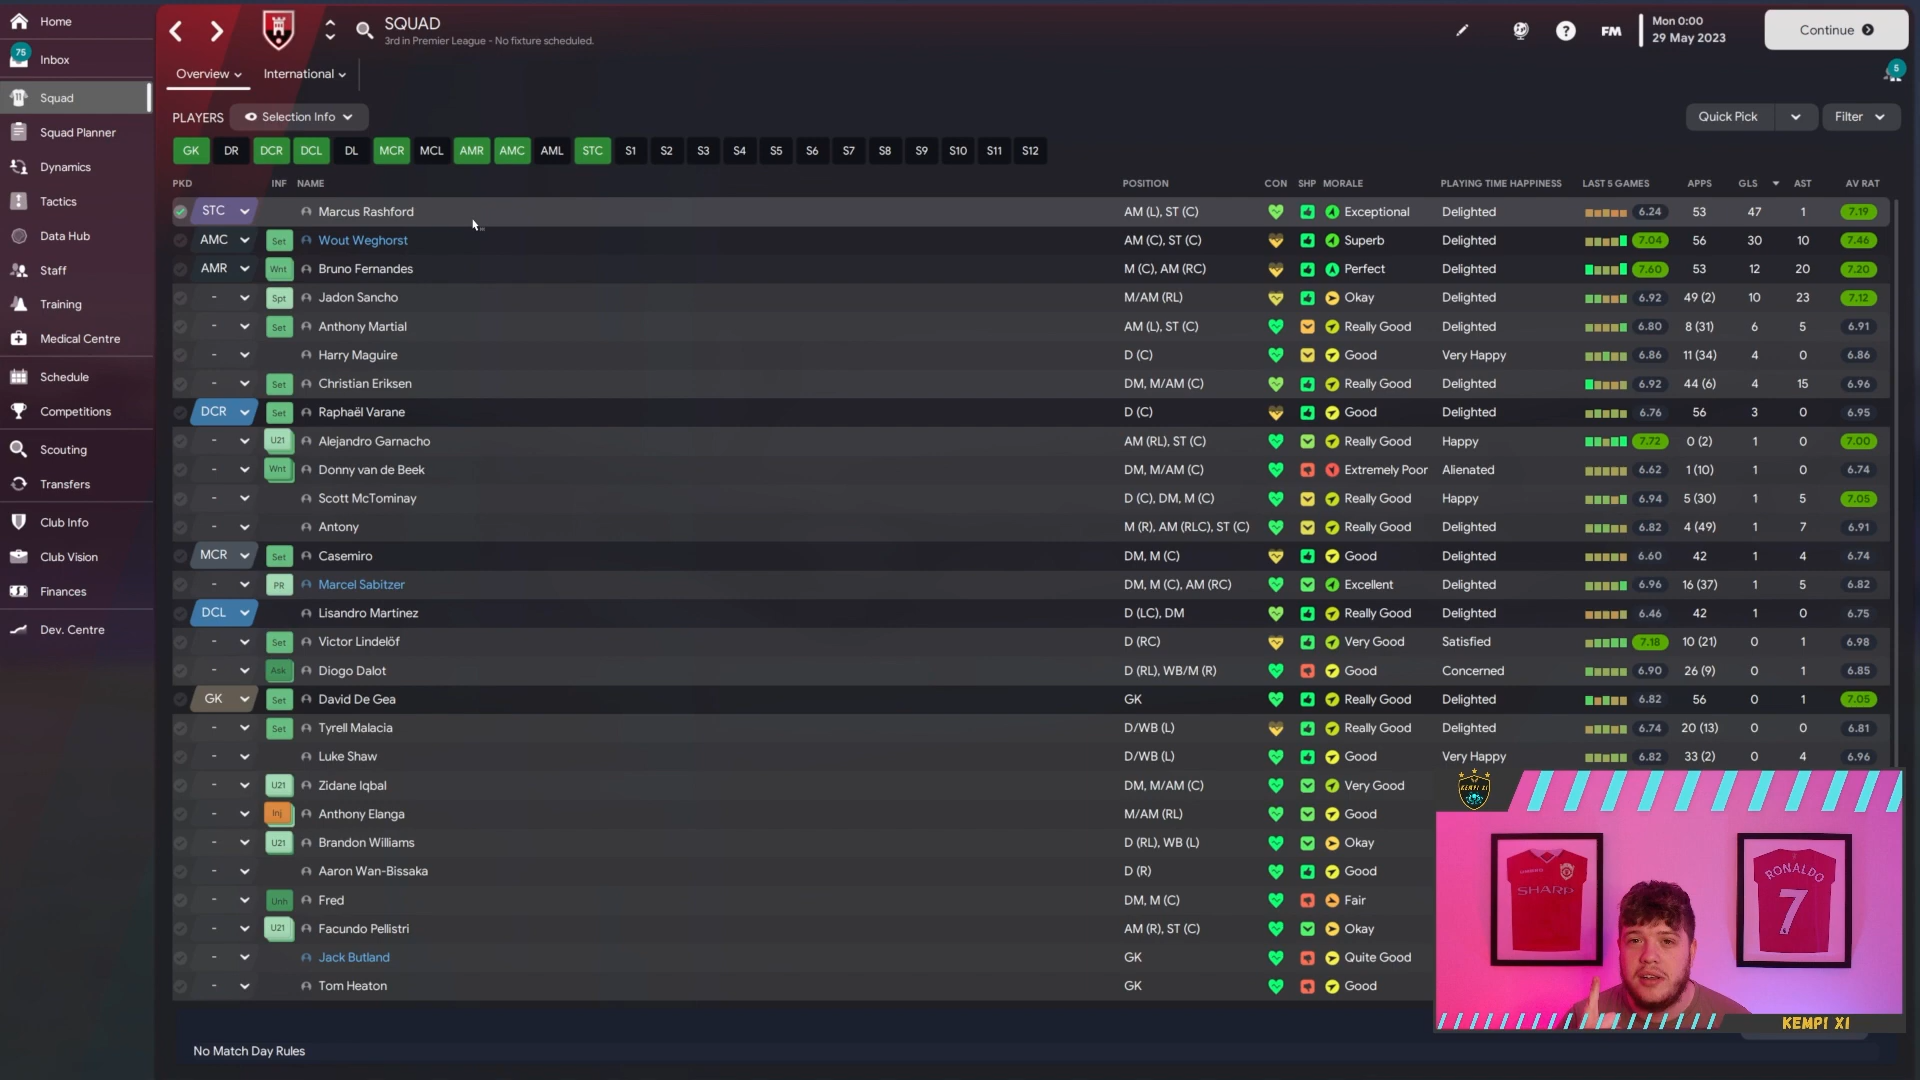 Home
75
Inbox
Squad
Squad Planner
Dynamics
Tactics
Data Hub
Staff
Training
Medical Centre
Schedule
Competitions
Scouting
Transfers
Club Info
Club Vision
Finances
Dev. Centre
SQUAD
3rd in Premier League - No fixture scheduled.
FM
Mon 0:00
29 May 2023
Continue
Overview International
5
PLAYERS Selection Info Quick Pick Filter
GK DR DCR DCL DL MCR MCL AMR AMC AML STC S1 S2 S3 S4 S5 S6 S7 S8 S9 S10 S11 S12
PKD INF NAME POSITION CON SHP MORALE PLAYING TIME HAPPINESS LAST 5 GAMES APPS GLS AST AV RAT
STC Marcus Rashford AM (L), ST (C) Exceptional Delighted 6.24 53 47 1 7.19
AMC Set Wout Weghorst AM (C), ST (C) Superb Delighted 7.04 56 30 10 7.46
AMR Wnt Bruno Fernandes M (C), AM (RC) Perfect Delighted 7.60 53 12 20 7.20
- Spt Jadon Sancho M/AM (RL) Okay Delighted 6.92 49 (2) 10 23 7.12
- Set Anthony Martial AM (L), ST (C) Really Good Delighted 6.80 8 (31) 6 5 6.91
- Harry Maguire D (C) Good Very Happy 6.86 11 (34) 4 0 6.86
- Set Christian Eriksen DM, M/AM (C) Really Good Delighted 6.92 44 (6) 4 15 6.96
DCR Set Raphaël Varane D (C) Good Delighted 6.76 56 3 0 6.95
- U21 Alejandro Garnacho AM (RL), ST (C) Really Good Happy 7.72 0 (2) 1 0 7.00
- Wnt Donny van de Beek DM, M/AM (C) Extremely Poor Alienated 6.62 1 (10) 1 0 6.74
- Scott McTominay D (C), DM, M (C) Really Good Happy 6.94 5 (30) 1 5 7.05
- Antony M (R), AM (RLC), ST (C) Really Good Delighted 6.82 4 (49) 1 7 6.91
MCR Set Casemiro DM, M (C) Good Delighted 6.60 42 1 4 6.74
- PR Marcel Sabitzer DM, M (C), AM (RC) Excellent Delighted 6.96 16 (37) 1 5 6.82
DCL Lisandro Martínez D (LC), DM Really Good Delighted 6.46 42 1 0 6.75
- Set Victor Lindelöf D (RC) Very Good Satisfied 7.18 10 (21) 0 1 6.98
- Ask Diogo Dalot D (RL), WB/M (R) Good Concerned 6.90 26 (9) 0 1 6.85
GK Set David De Gea GK Really Good Delighted 6.82 56 0 1 7.05
- Set Tyrell Malacia D/WB (L) Really Good Delighted 6.74 20 (13) 0 0 6.81
- Luke Shaw D/WB (L) Good Very Happy 6.82 33 (2) 0 4 6.96
- U21 Zidane Iqbal DM, M/AM (C) Very Good
- Inj Anthony Elanga M/AM (RL) Good
- U21 Brandon Williams D (RL), WB (L) Okay
- Aaron Wan-Bissaka D (R) Good
- Unh Fred DM, M (C) Fair
- U21 Facundo Pellistri AM (R), ST (C) Okay
- Jack Butland GK Quite Good
- Tom Heaton GK Good
KEMPI XI
SHARP
RONALDO
7
KEMPI XI
No Match Day Rules